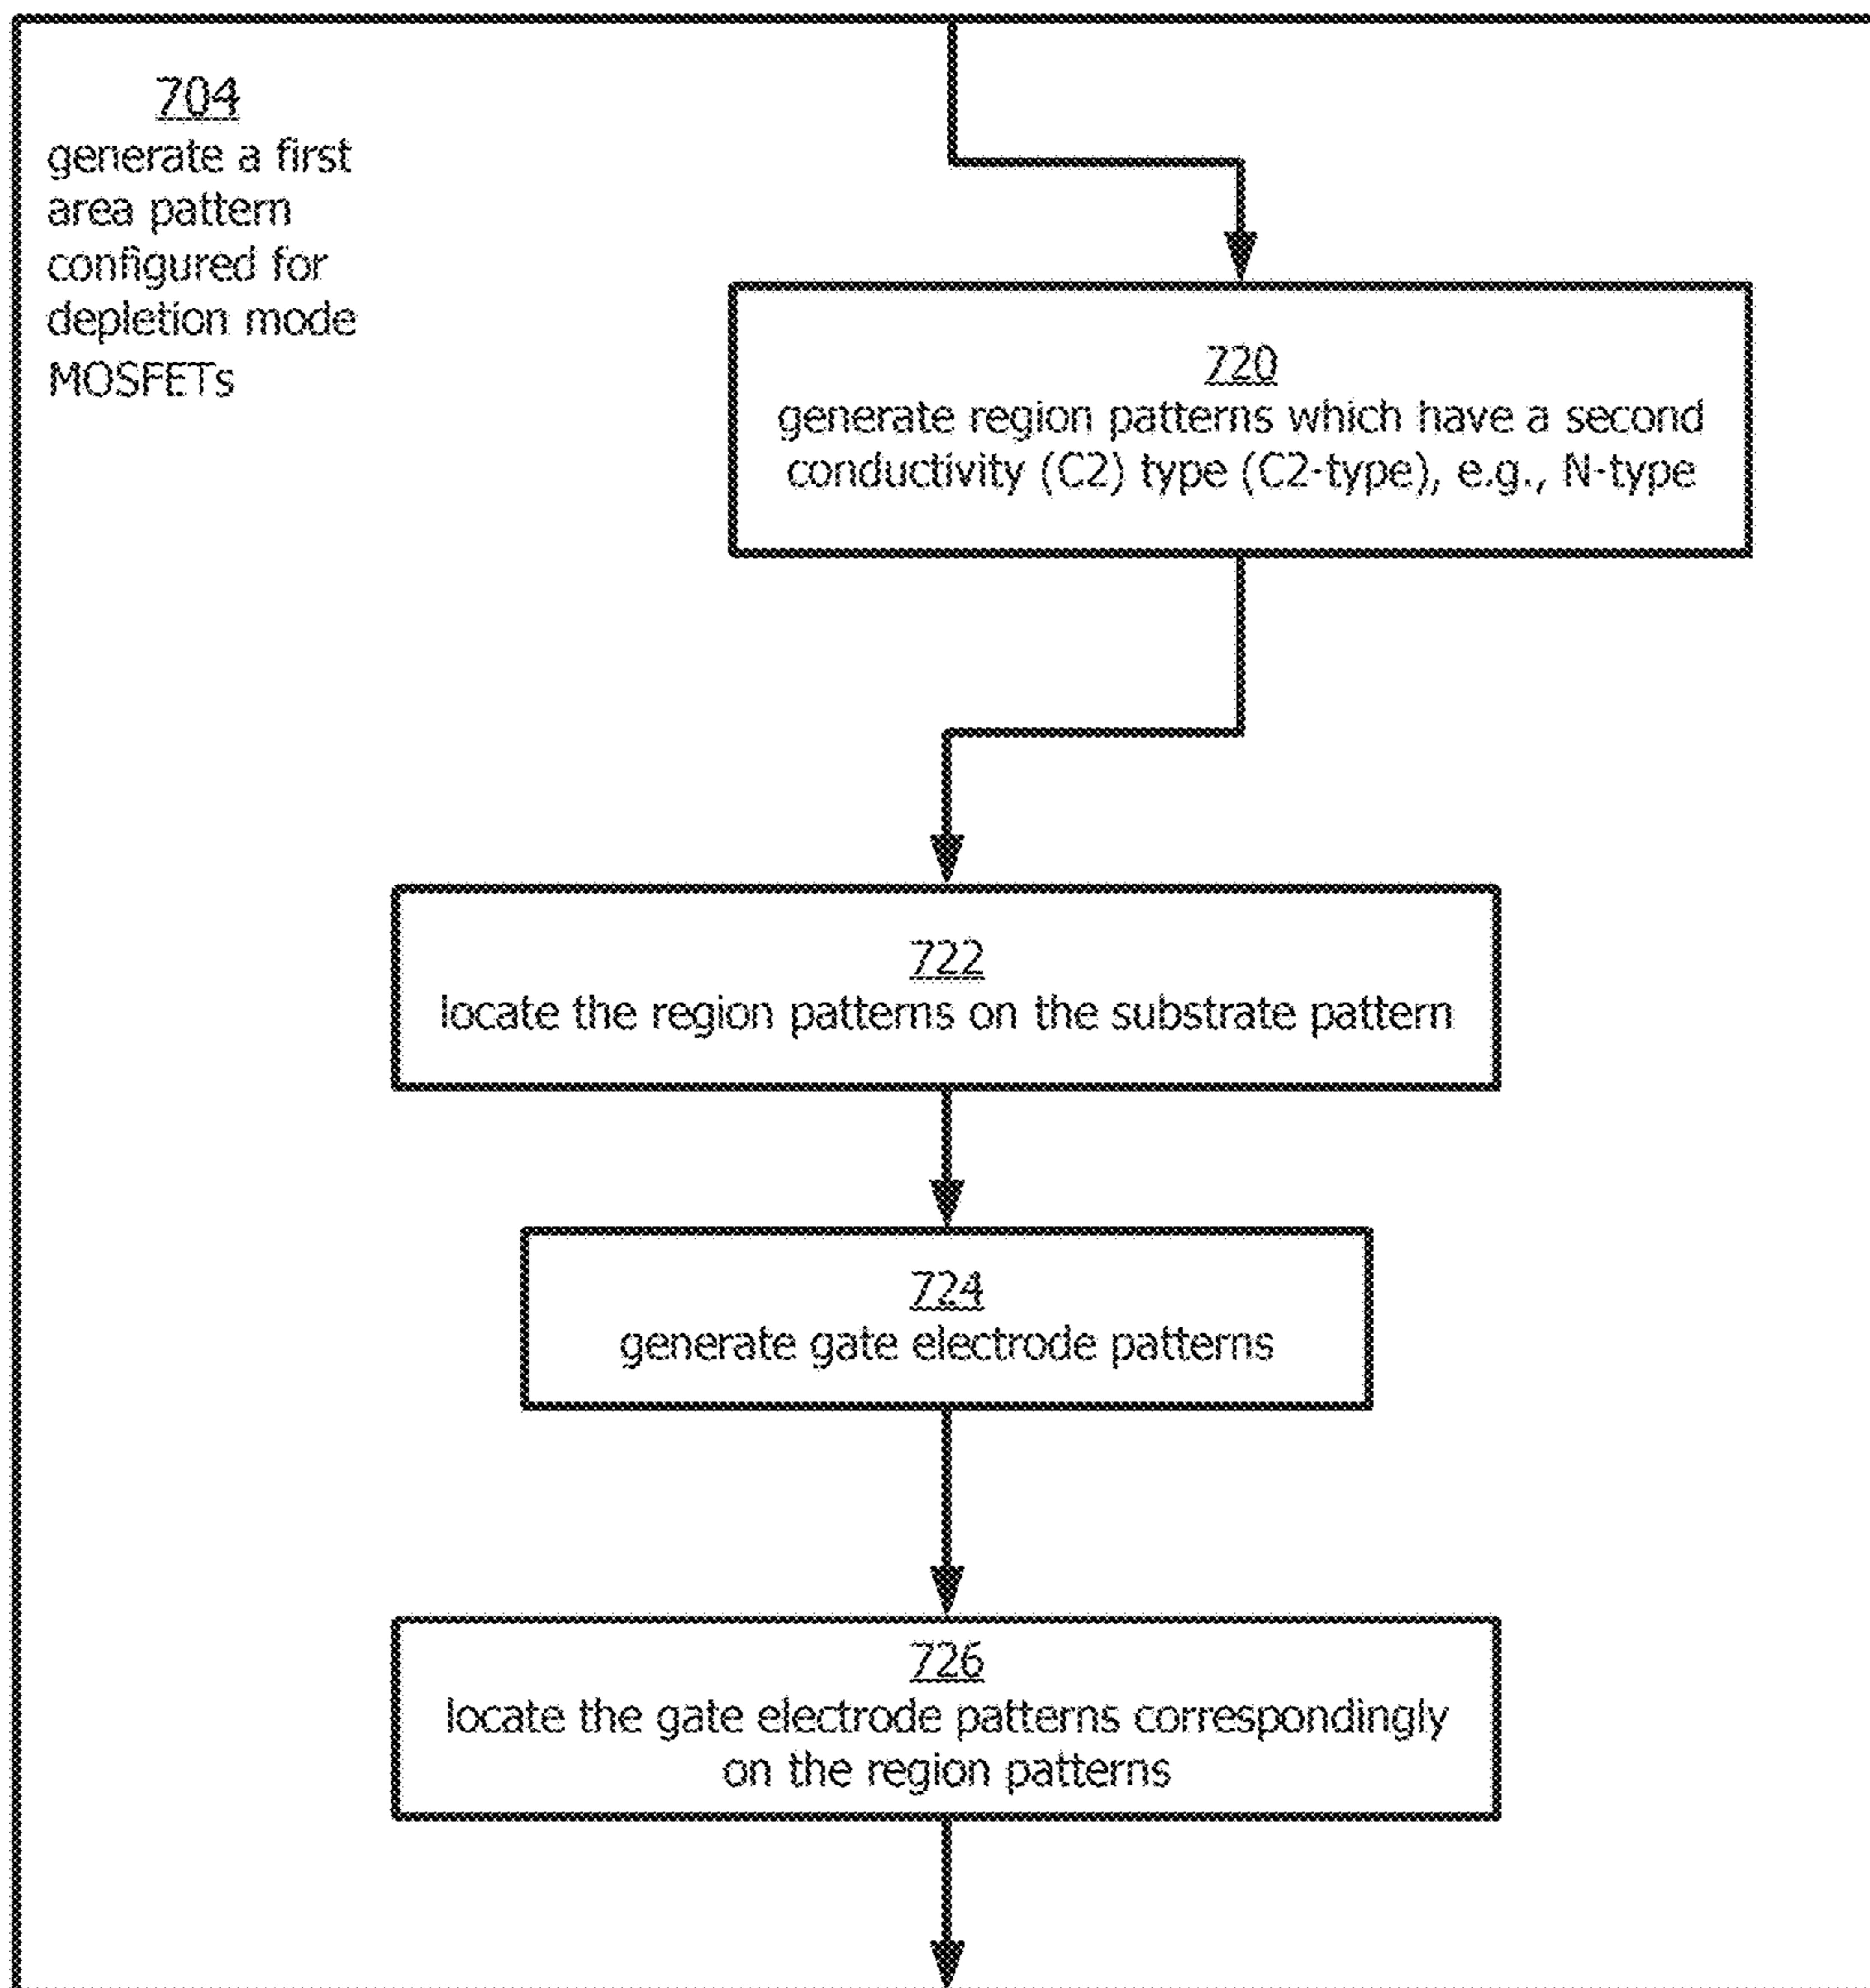 704
generate a first
area pattern
configured for
depletion mode
MOSFETs
720
generate region patterns which have a second
conductivity (C2) type (C2-type), e.g., N-type
722
locate the region patterns on the substrate pattern
724
generate gate electrode patterns
726
locate the gate electrode patterns correspondingly
on the region patterns